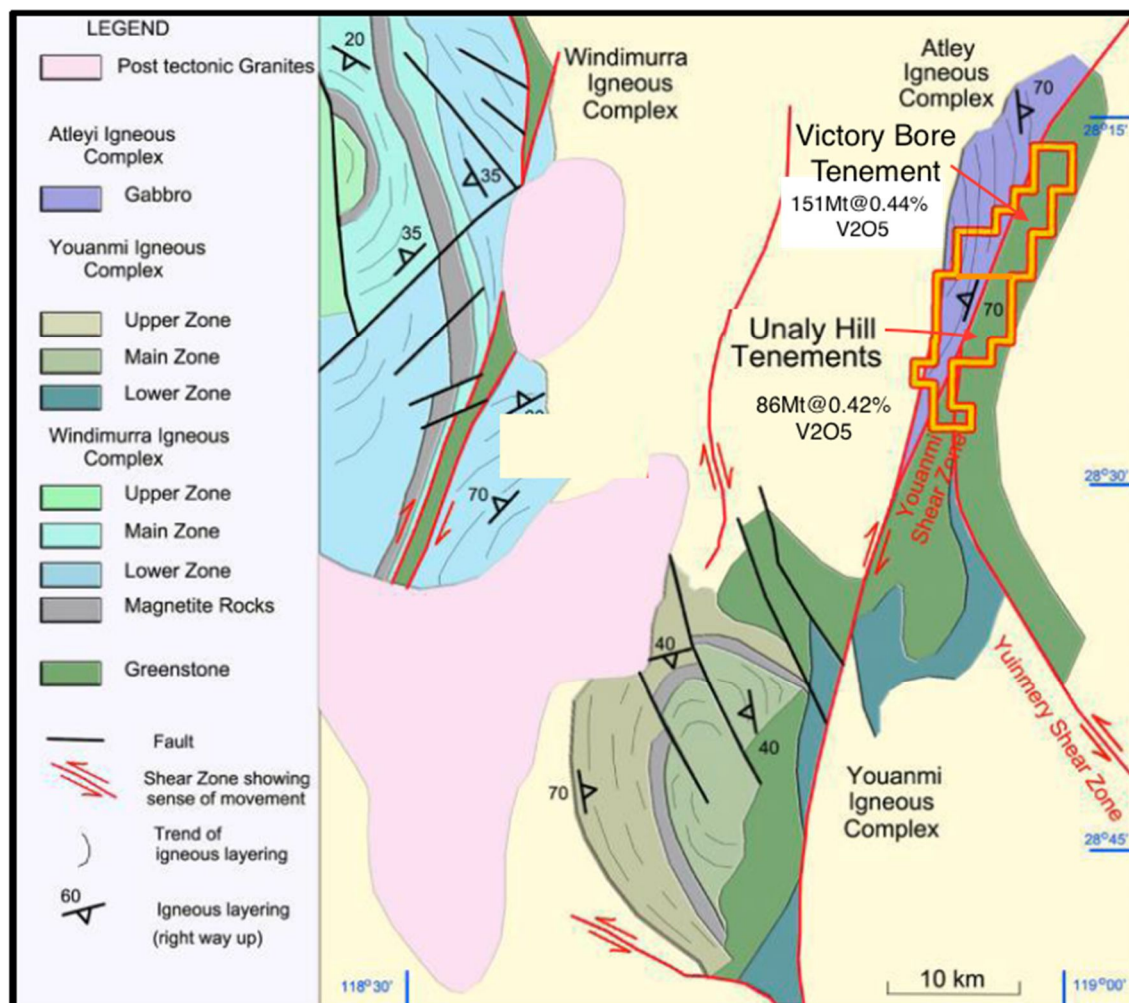 LEGEND
Post tectonic Granites
Atleyi Igneous
Complex
Gabbro
Youanmi Igneous
Complex
Upper Zone
Main Zone
Lower Zone
Windimurra Igneous
Complex
Upper Zone
Main Zone
Lower Zone
Magnetite Rocks
Greenstone
Fault
Shear Zone showing
sense of movement
Trend of
igneous layering
60
Igneous layering
(right way up)
20
35
35
70
Windimurra
Igneous
Complex
Atley
Igneous
Complex
70
28°15'
Victory Bore
Tenement
151Mt@0.44%
V2O5
70
Unaly Hill
Tenements
86Mt@0.42%
V2O5
Youanmi
Shear Zone
28°30'
40
40
70
Yuinmery Shear Zone
Youanmi
Igneous
Complex
28°45'
10 km
118°30'
119°00'